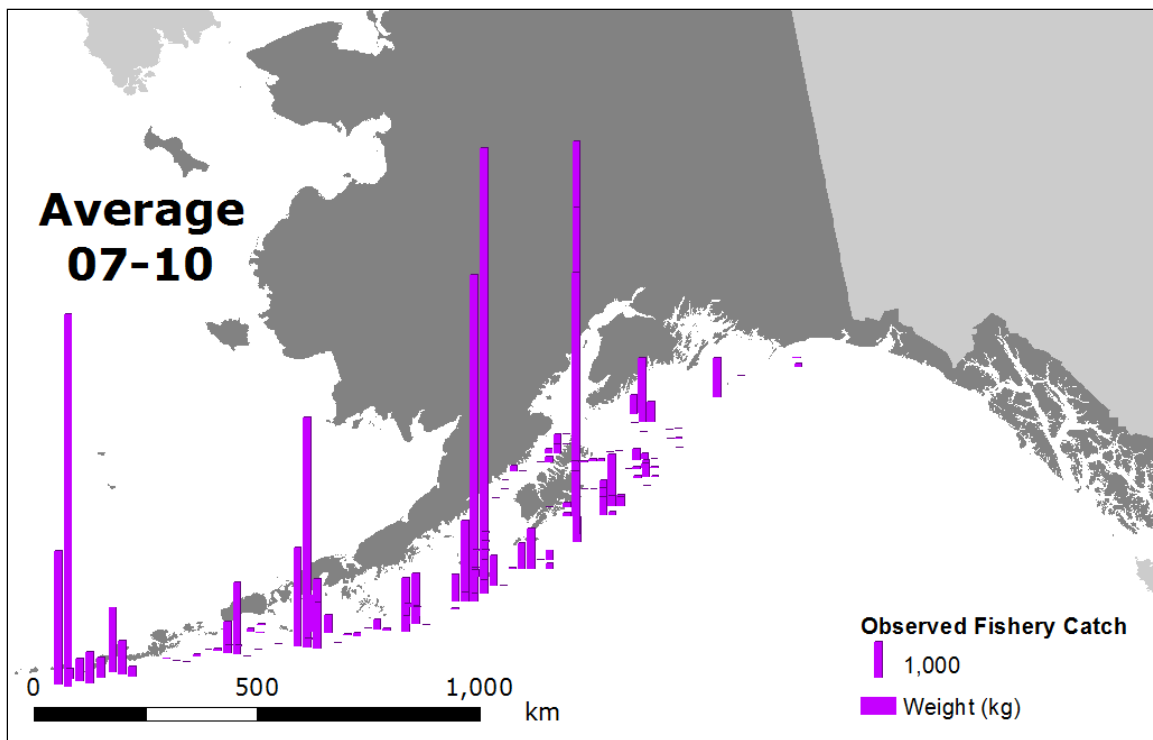 Average
07-10
Observed Fishery Catch
1,000
Weight (kg)
0 500 1,000
km